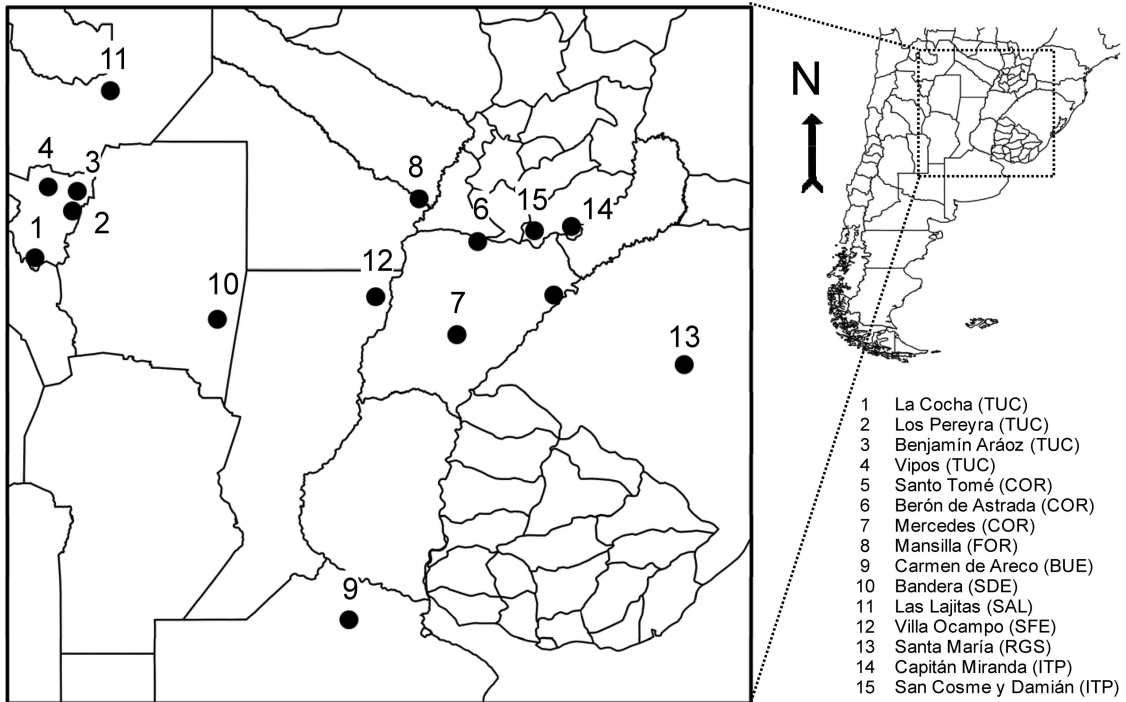 11
N
4
3
8
15
14
1
2
6
12
10
7
13
9
1 La Cocha (TUC)
2 Los Pereyra (TUC)
3 Benjamín Aráoz (TUC)
4 Vipos (TUC)
5 Santo Tomé (COR)
6 Berón de Astrada (COR)
7 Mercedes (COR)
8 Mansilla (FOR)
9 Carmen de Areco (BUE)
10 Bandera (SDE)
11 Las Lajitas (SAL)
12 Villa Ocampo (SFE)
13 Santa María (RGS)
14 Capitán Miranda (ITP)
15 San Cosme y Damián (ITP)